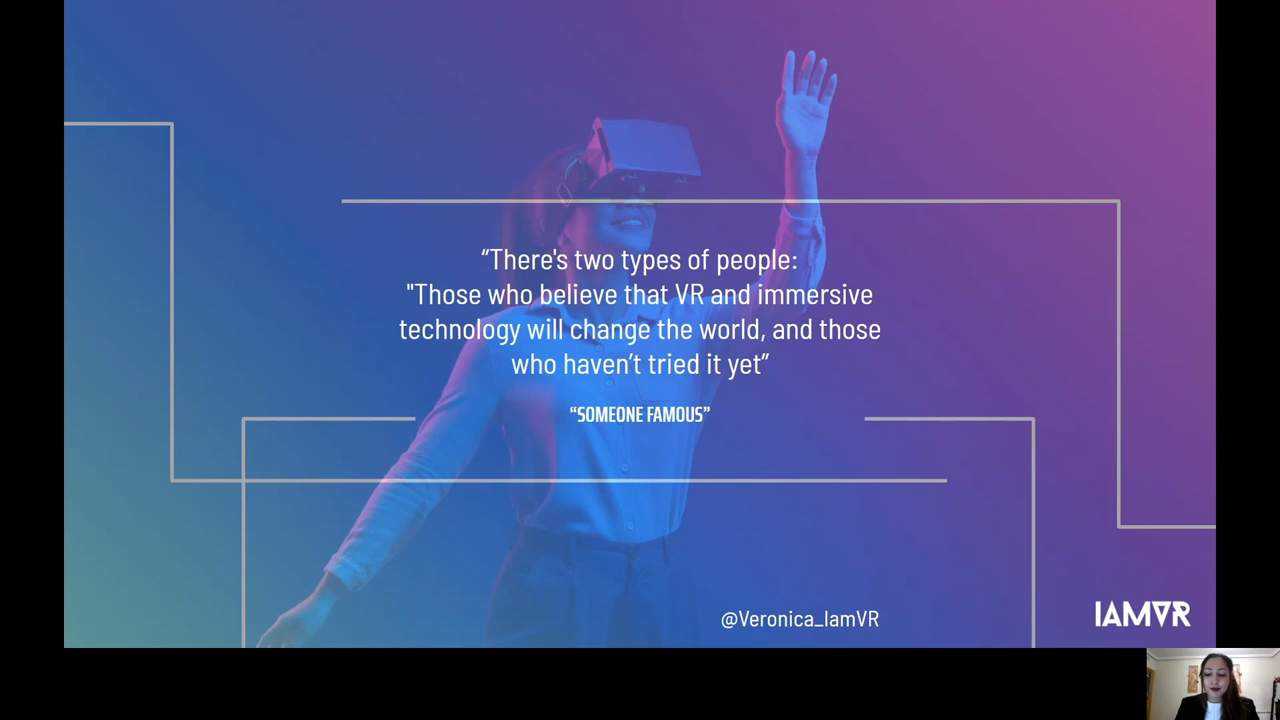 “There's two types of people:
"Those who believe that VR and immersive
technology will change the world, and those
who haven’t tried it yet”
“SOMEONE FAMOUS”
@Veronica_IamVR
IAMVR